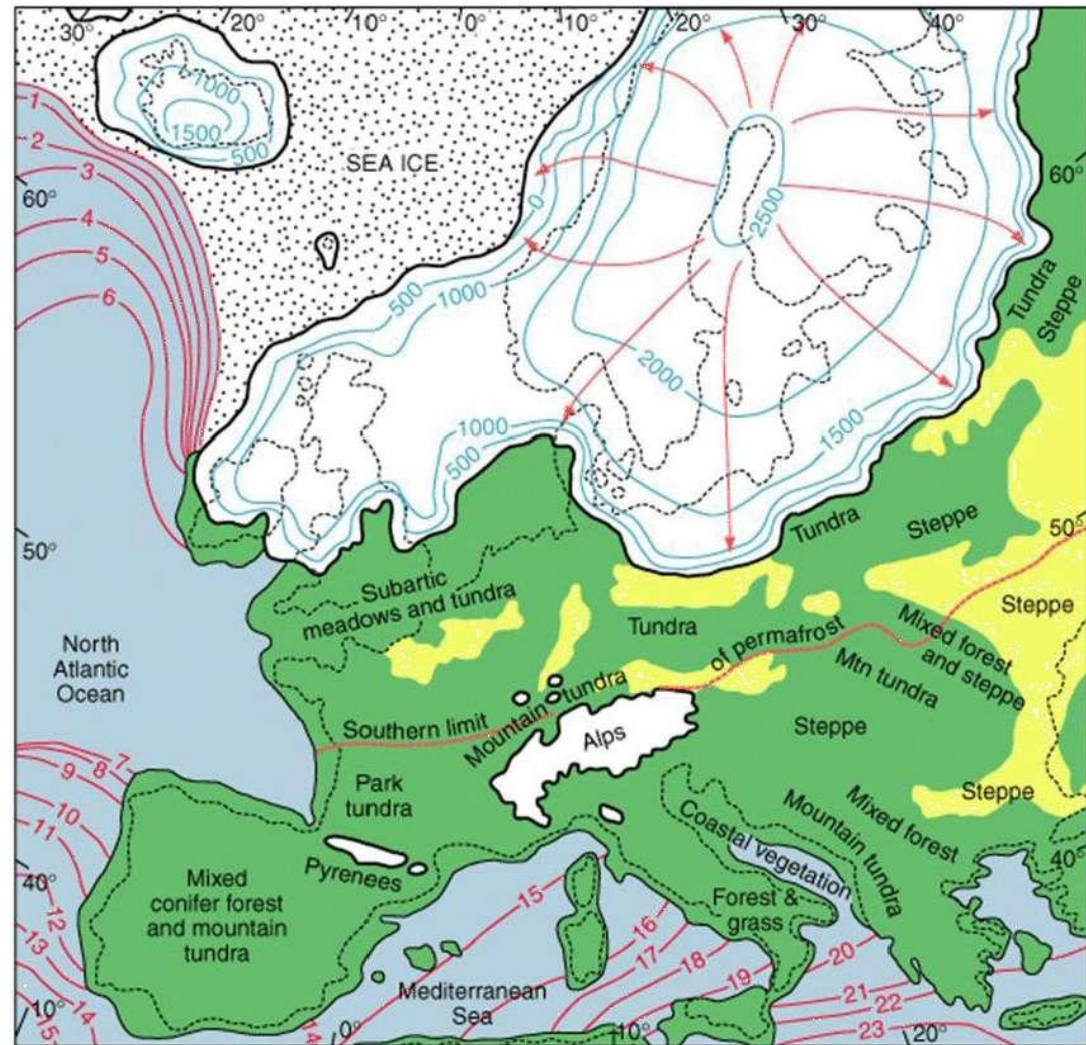 30°
20°
10°
0°
10°
20°
30°
40°
1000
1500
500
1
2
3
4
5
6
60°
SEA ICE
0
2500
60°
500
1000
2000
1500
1000
500
Tundra
Steppe
50°
Tundra
Steppe
50°
Subartic
meadows and tundra
Tundra
Steppe
North
Atlantic
Ocean
of permafrost
Mixed forest
and steppe
Mtn tundra
Southern limit
Mountain tundra
Alps
Steppe
7
8
9
10
11
12
13
14
15
Park
tundra
Steppe
Pyrenees
Coastal vegetation
Mountain tundra
Mixed forest
40°
40°
Mixed
conifer forest
and mountain
tundra
Forest &
grass
15
16
17
18
19
20
21
22
23
Mediterranean
Sea
14
10°
0°
10°
20°